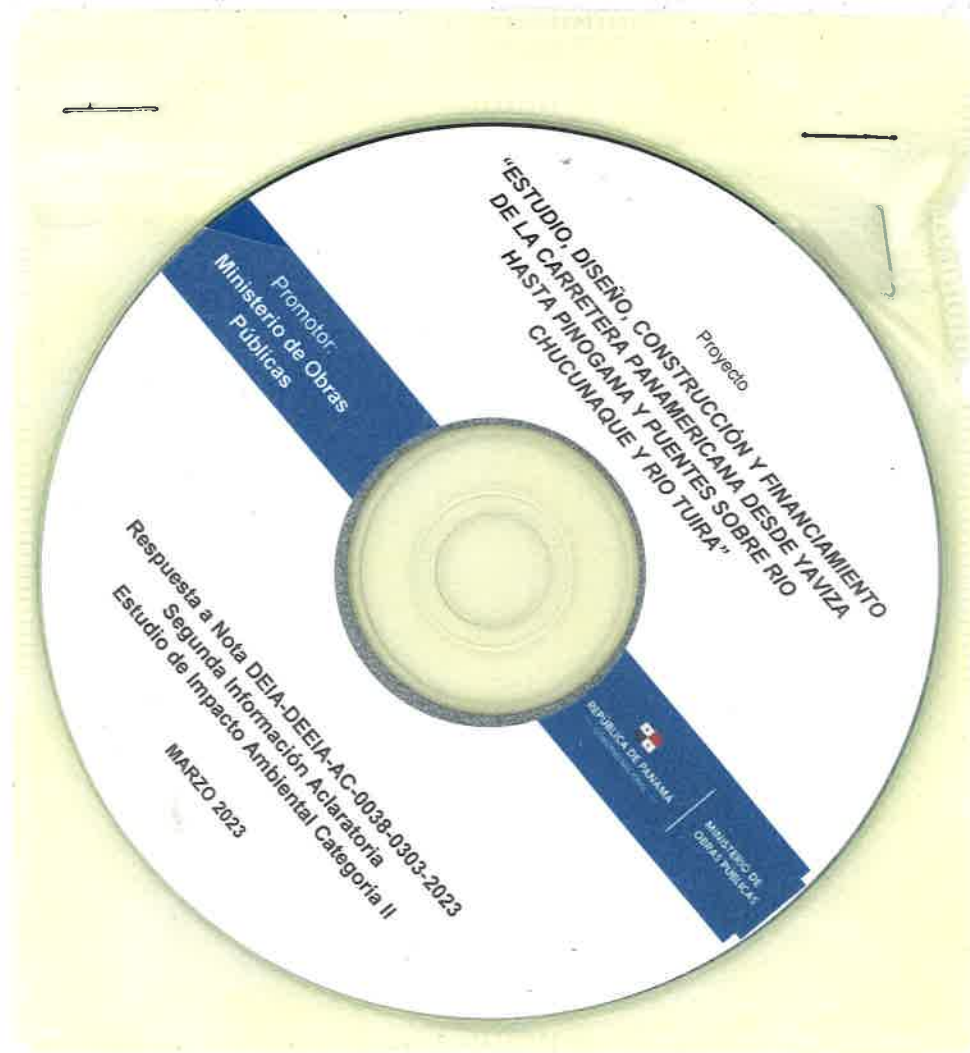 Proyecto
“ESTUDIO, DISEÑO, CONSTRUCCIÓN Y FINANCIAMIENTO
DE LA CARRETERA PANAMERICANA DESDE YAVIZA
HASTA PINOGANA Y PUENTES SOBRE RIO
CHUCUNAQUE Y RIO TUIRA”
Promotor:
Ministerio de Obras
Públicas
REPÚBLICA DE PANAMÁ
MINISTERIO DE
OBRAS PÚBLICAS
Respuesta a Nota DEIA-DEEIA-AC-0038-0303-2023
Segunda Información Aclaratoria
Estudio de Impacto Ambiental Categoría II
MARZO 2023